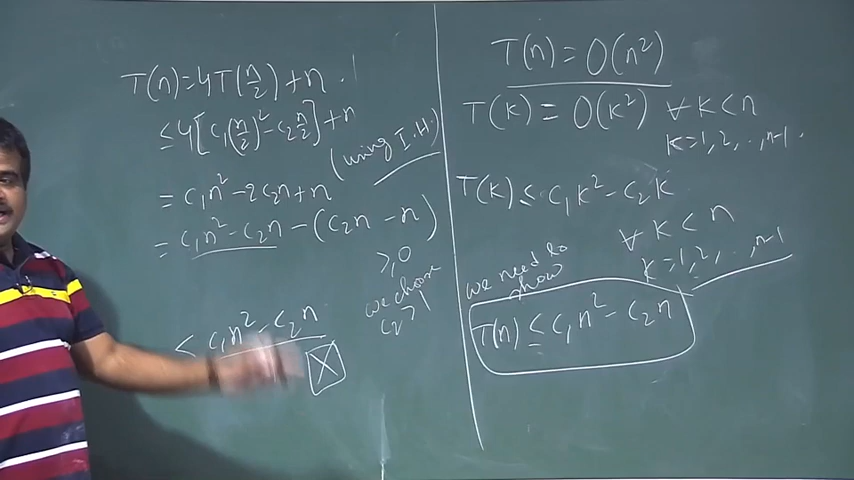 T(n) = 4T(n/2) + n .
≤ 4[c₁(n/2)² - c₂ n/2] + n
(using I.H.)
= c₁n² - 2c₂n + n
= c₁n² - c₂n - (c₂n - n)
≥ 0
we choose
c₂ > 1
≤ c₁n² - c₂n
T(n) = O(n²)
T(k) = O(k²) ∀ k < n
k = 1, 2, . . , n-1.
T(k) ≤ c₁k² - c₂k
∀ k < n
k = 1, 2, . . , n-1
we need to
show
T(n) ≤ c₁n² - c₂n